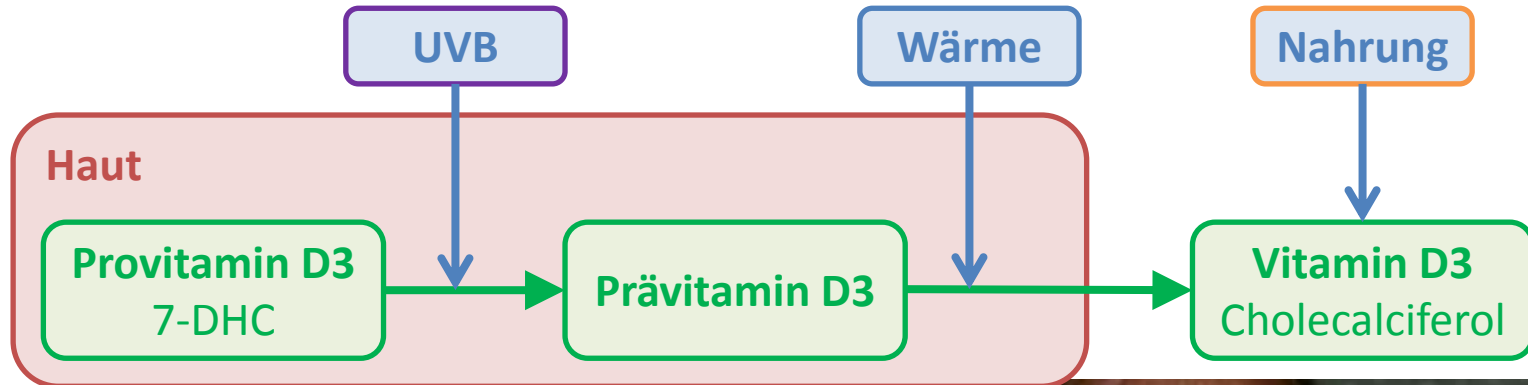 UVB
Wärme
Nahrung
Haut
Provitamin D3
7-DHC
Prävitamin D3
Vitamin D3
Cholecalciferol